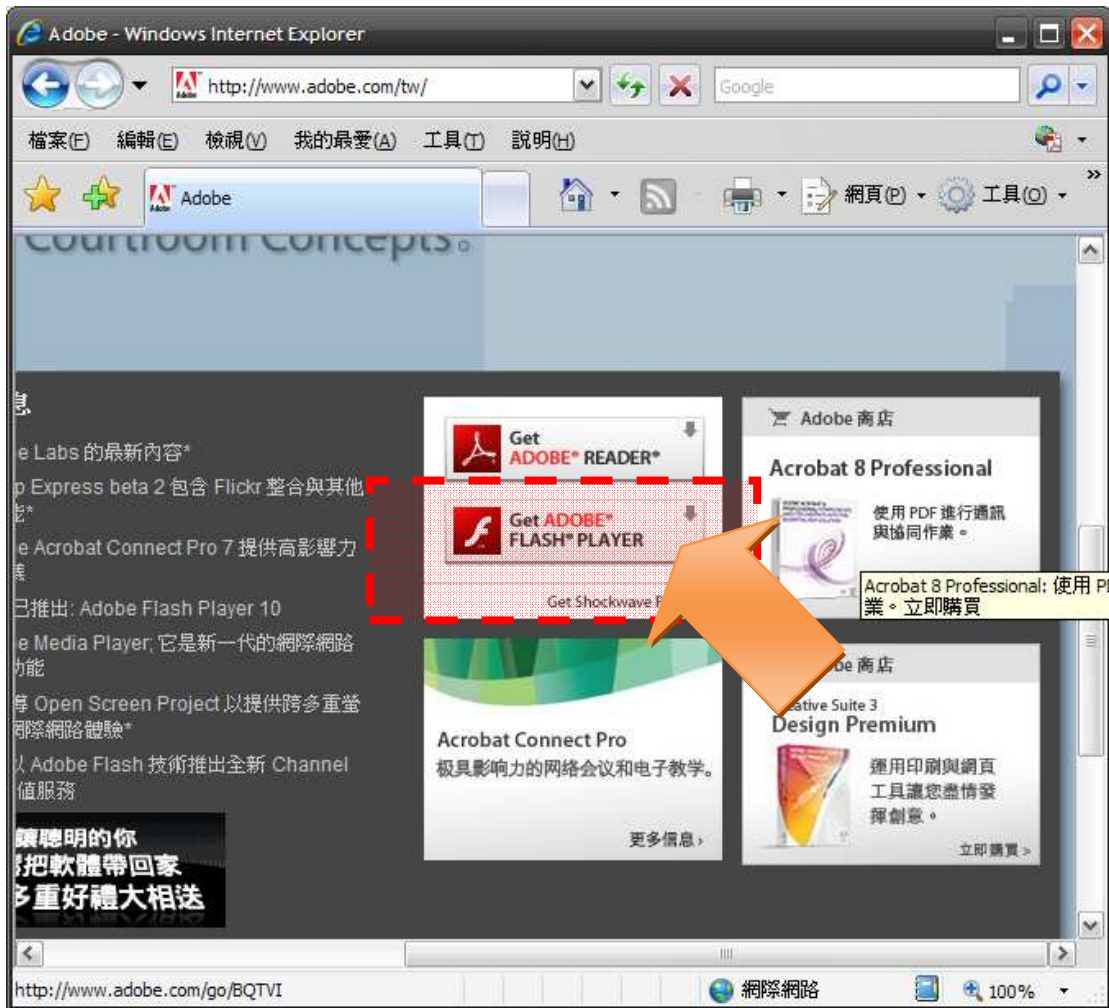 Adobe - Windows Internet Explorer
http://www.adobe.com/tw/
Google
檔案(F) 編輯(E) 檢視(V) 我的最愛(A) 工具(T) 說明(H)
Adobe
網頁(P) 工具(O)
Courtroom Concepts。
息
e Labs 的最新內容*
p Express beta 2 包含 Flickr 整合與其他
能*
e Acrobat Connect Pro 7 提供高影響力
已推出: Adobe Flash Player 10
e Media Player; 它是新一代的網際網路
功能
Open Screen Project 以提供跨多重螢
網際網路體驗*
以 Adobe Flash 技術推出全新 Channel
值服務
讓聰明的你
把軟體帶回家
多重好禮大相送
Get
ADOBE® READER®
Get ADOBE®
FLASH® PLAYER
Get Shockwave
Acrobat Connect Pro
极具影响力的网络会议和电子教学。
更多信息 ›
Adobe 商店
Acrobat 8 Professional
使用 PDF 進行通訊
與協同作業。
Acrobat 8 Professional: 使用
業。立即購買
be 商店
ative Suite 3
Design Premium
運用印刷與網頁
工具讓您盡情發
揮創意。
立即購買 >
http://www.adobe.com/go/BQTVI
網際網路
100%